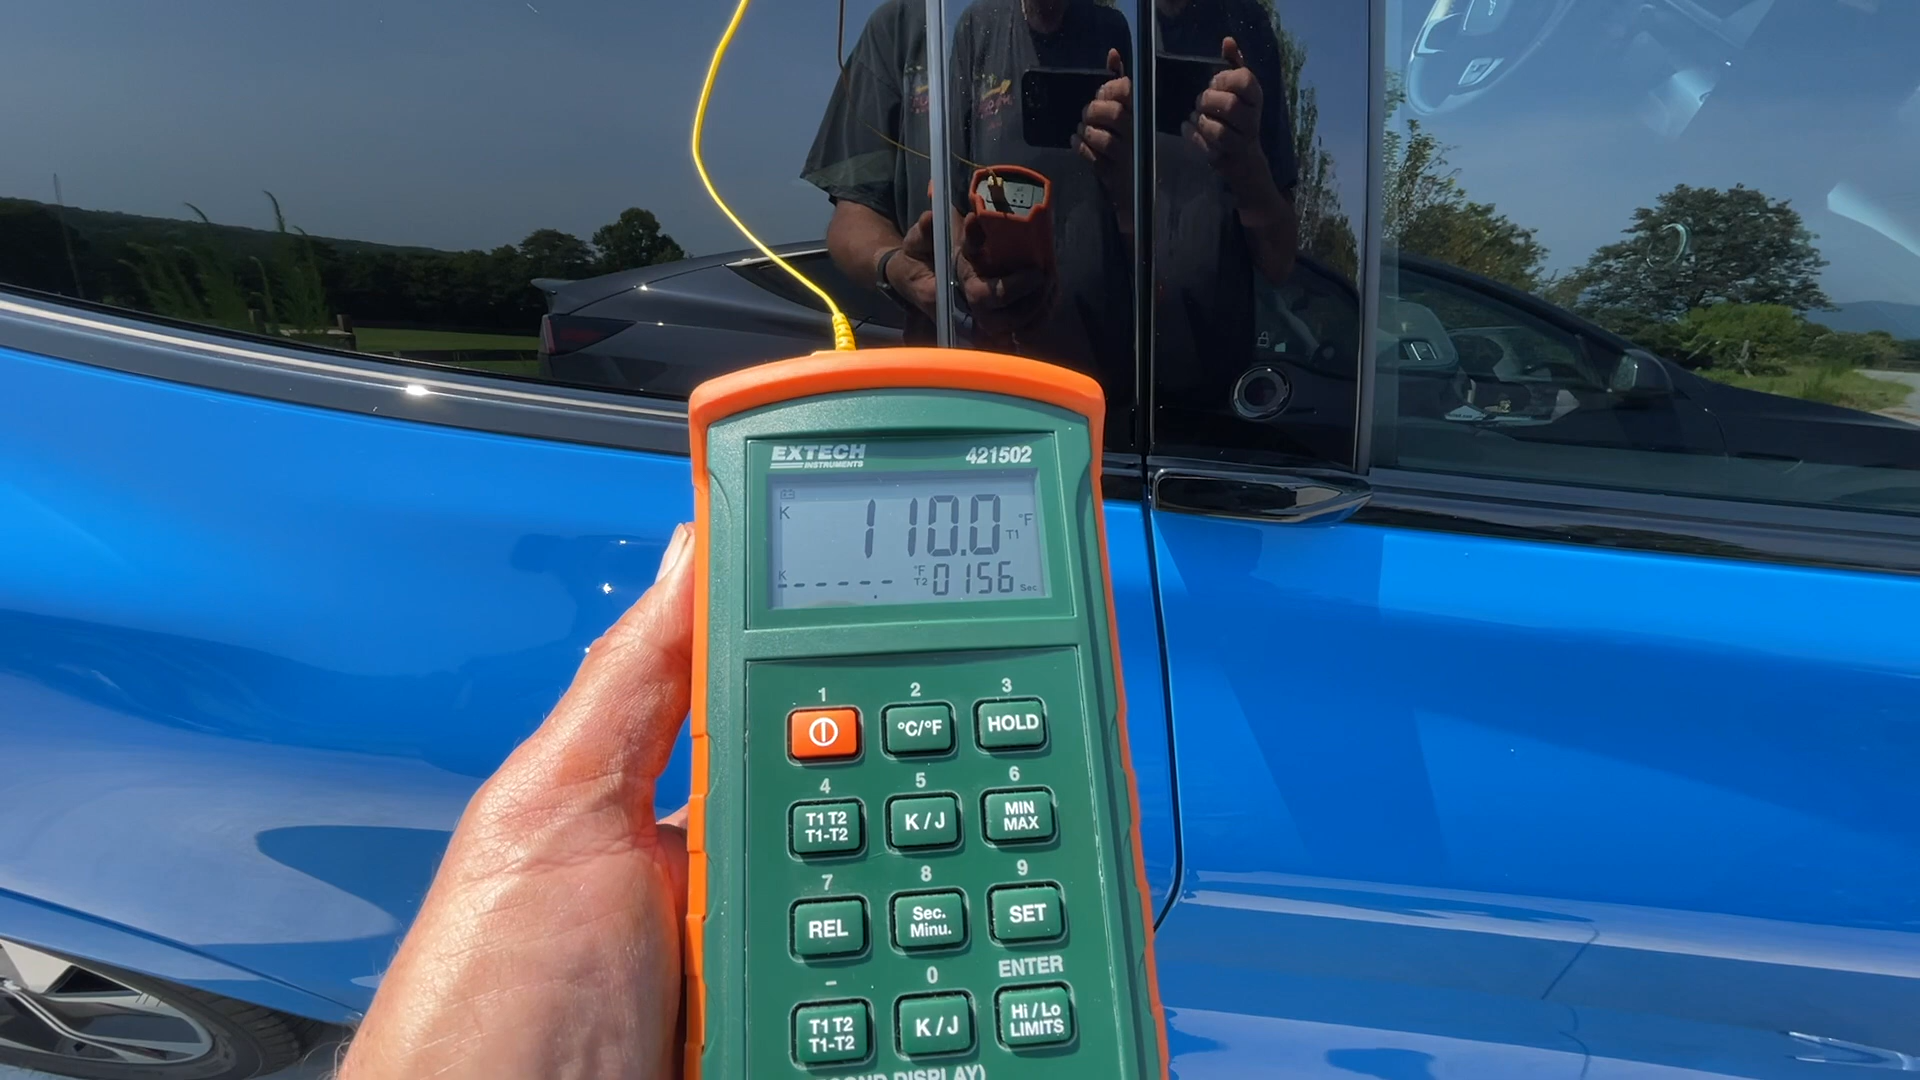 EXTECH 421502
INSTRUMENTS
K 110.0 °F T1
K ------ °F T2 0156 Sec
1 2 3
°C/°F HOLD
4 5 6
T1 T2 K / J MIN
T1-T2 MAX
7 8 9
REL Sec. SET
Minu.
– 0 ENTER
T1 T2 K / J Hi / Lo
T1-T2 LIMITS
DISPLAY)